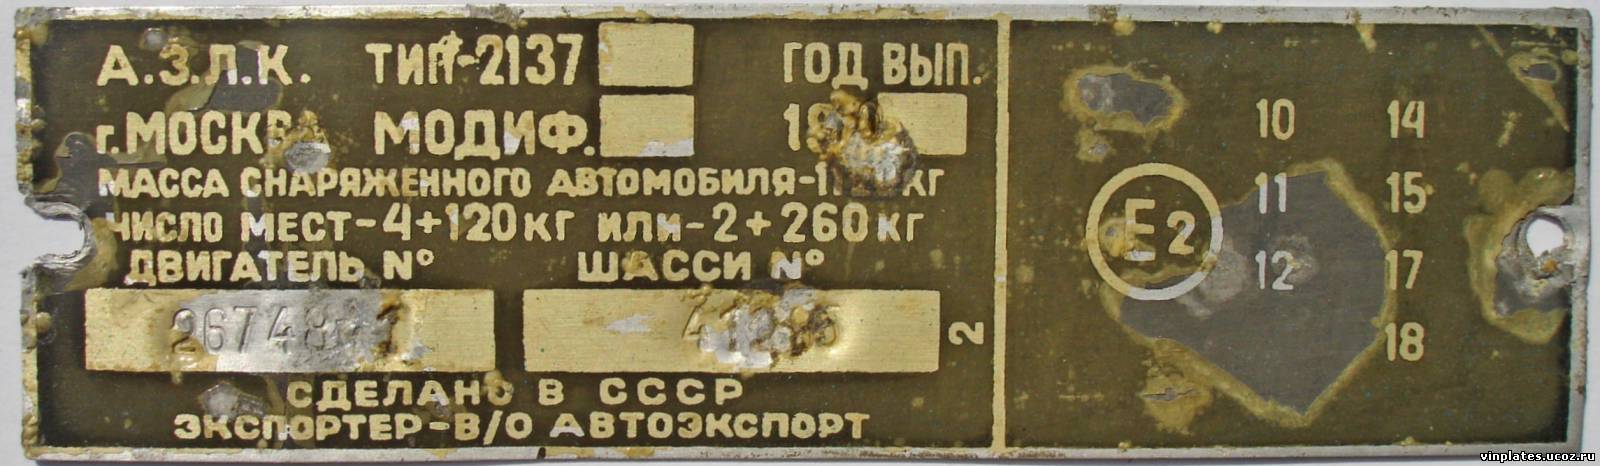 А.З.Л.К. ТИП-2137 ГОД ВЫП.
г. МОСКВА МОДИФ.
МАССА СНАРЯЖЕННОГО АВТОМОБИЛЯ- КГ
ЧИСЛО МЕСТ-4+120КГ ИЛИ-2+260КГ
ДВИГАТЕЛЬ № ШАССИ №
СДЕЛАНО В СССР
ЭКСПОРТЕР-В/О АВТОЭКСПОРТ
2
E2
10 14
11 15
12 17
18
vinplates.ucoz.ru